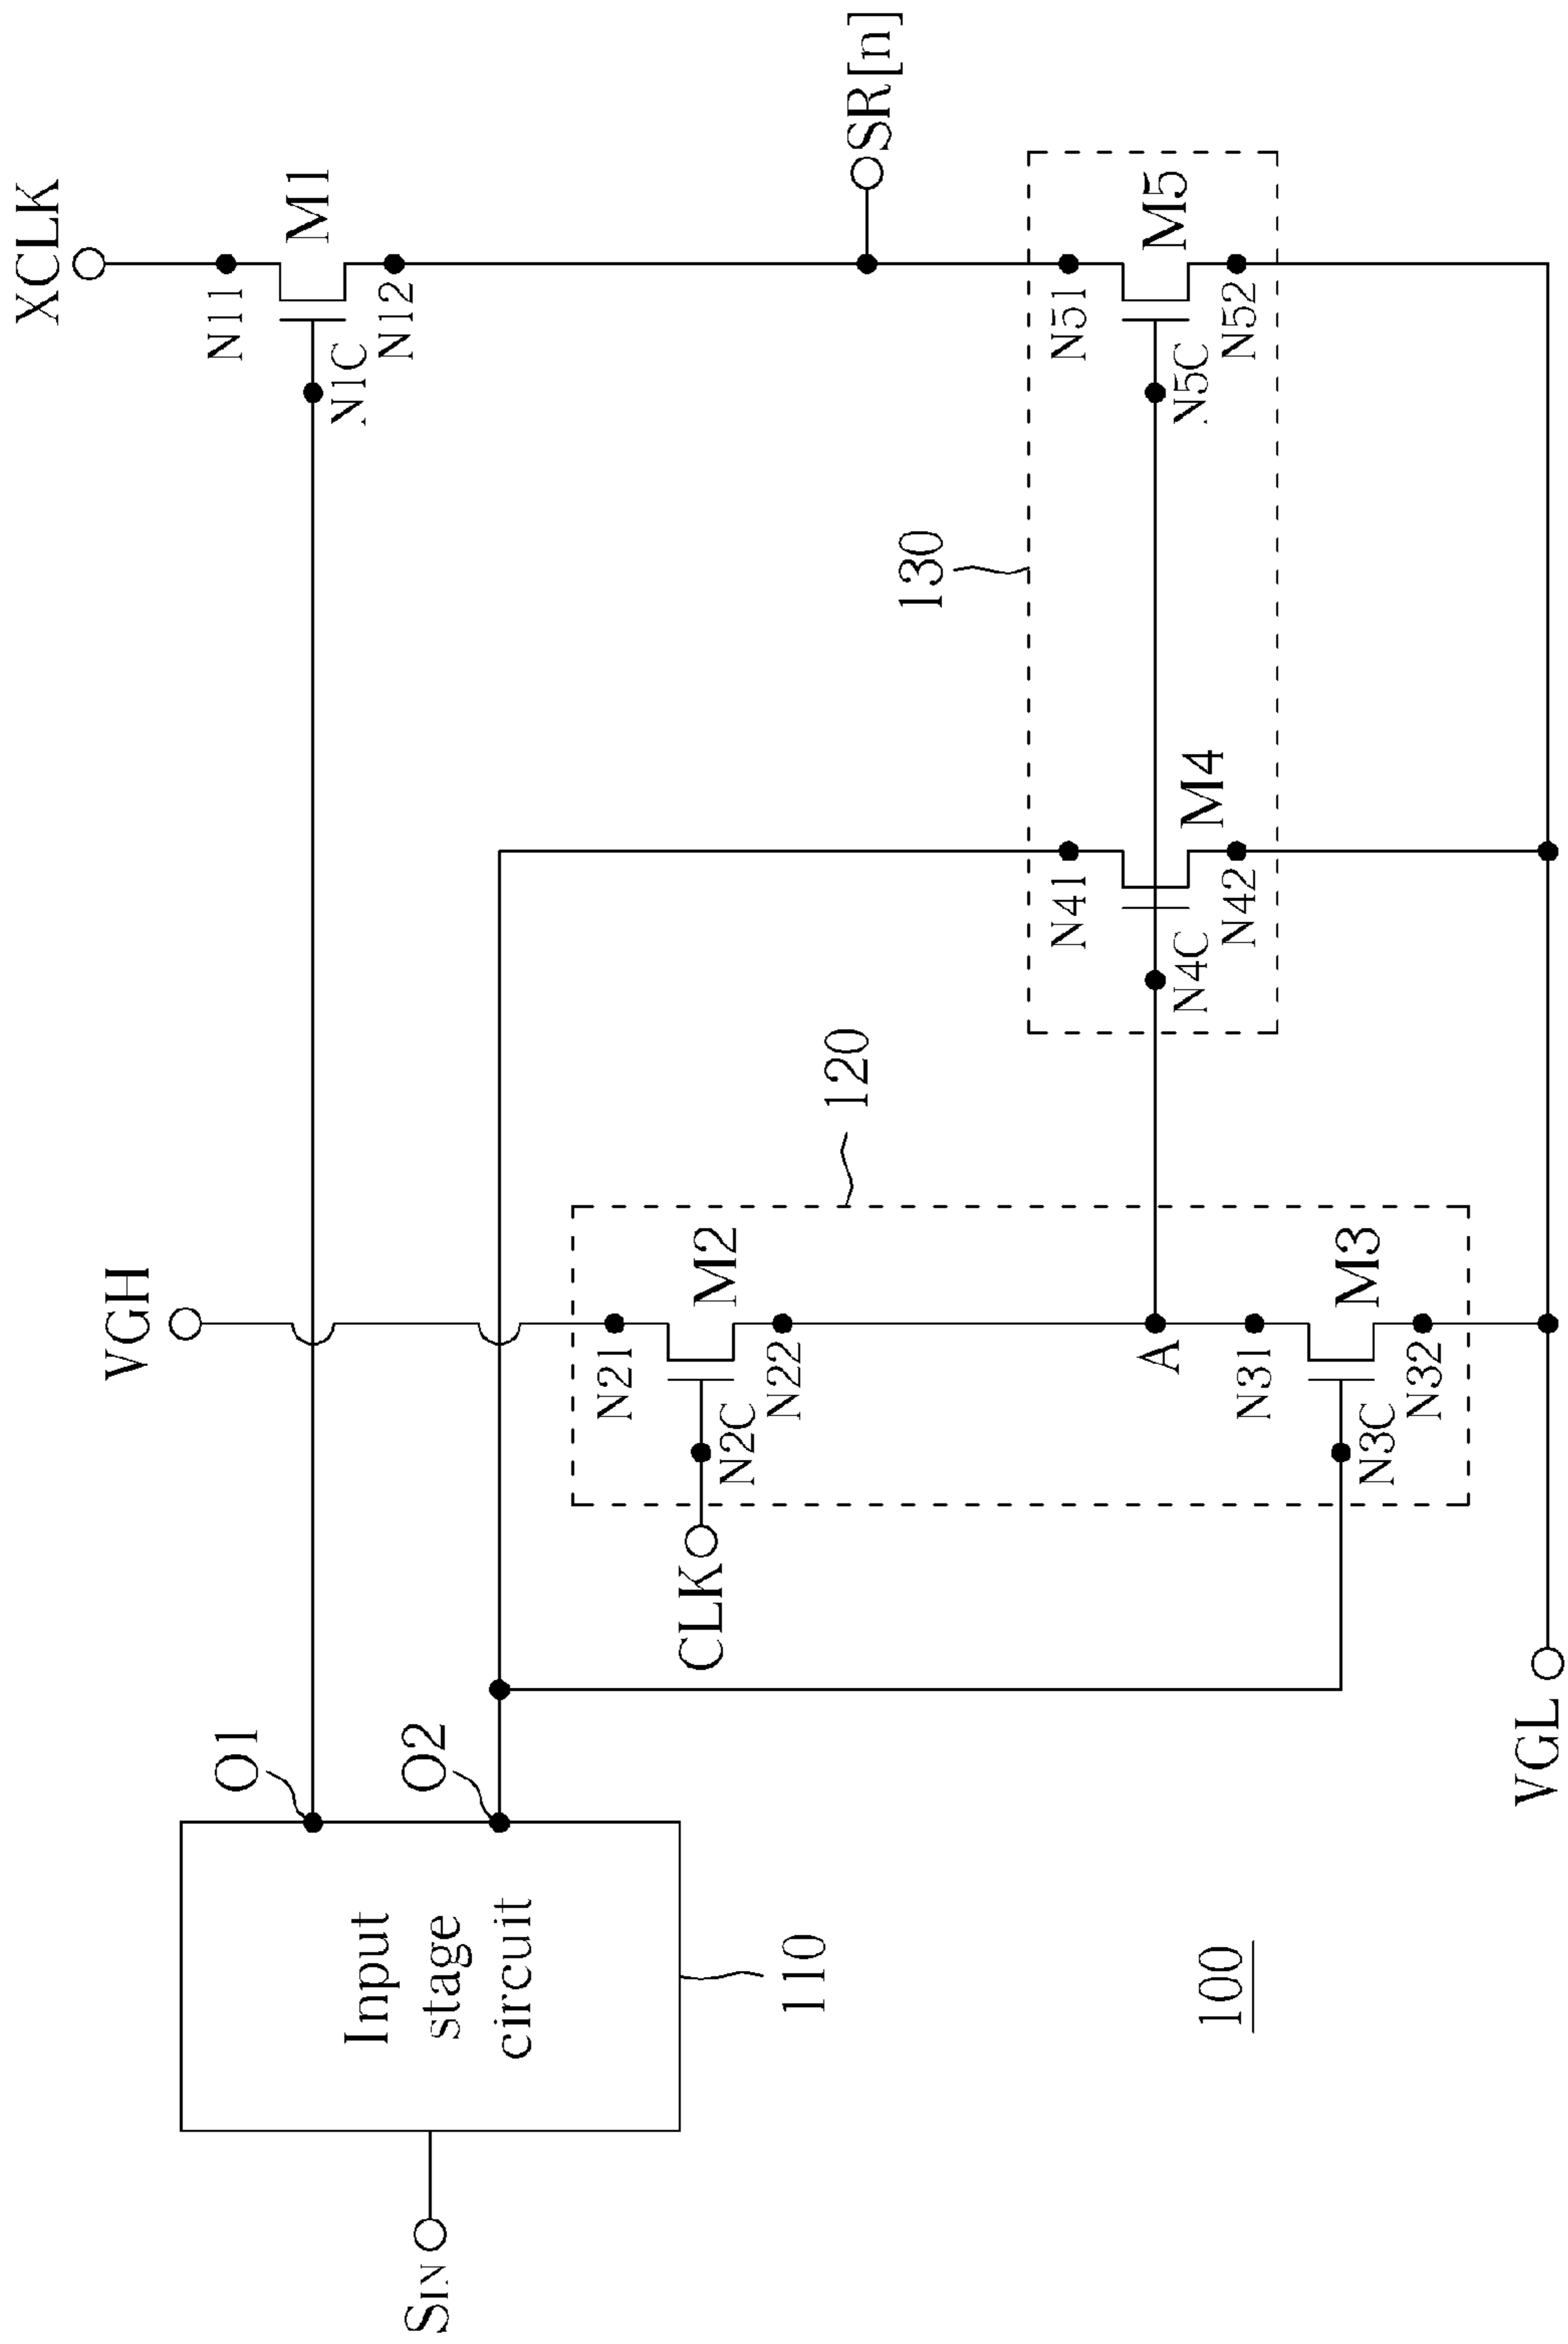 XCLK
N11
M1
N1C
N12
VGH
O1
O2
SR[n]
Input
stage
circuit
110
SIN
N21
M2
N2C
N22
CLK
120
130
N41
M4
N4C
N42
N51
M5
N5C
N52
A
N31
M3
N3C
N32
100
VGL